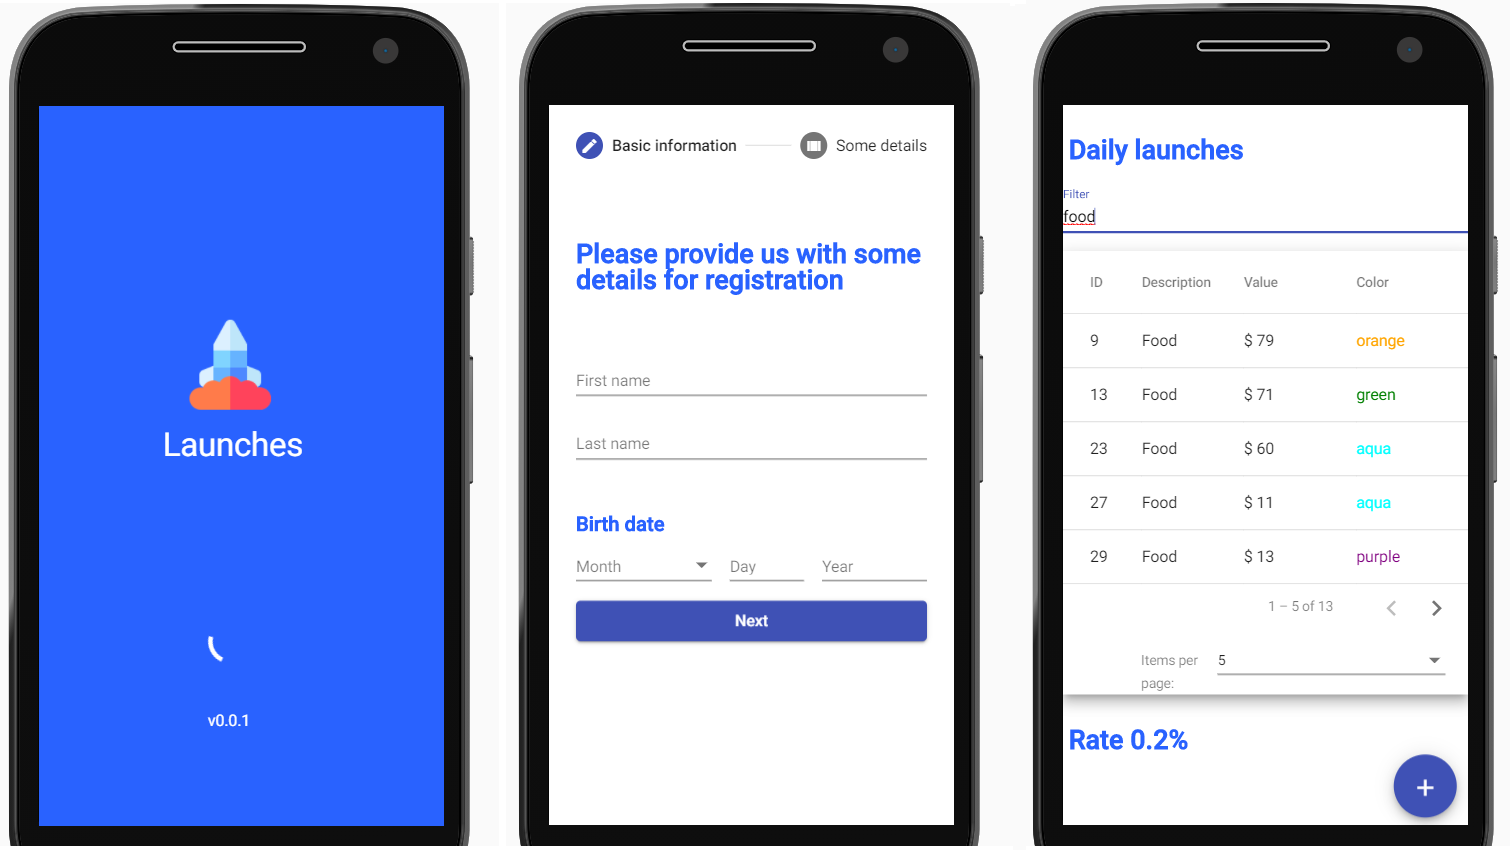 Launches
v0.0.1
Basic information
Some details
Please provide us with some
details for registration
First name
Last name
Birth date
Month Day Year
Next
Daily launches
Filter
food
ID Description Value Color
9 Food $ 79 orange
13 Food $ 71 green
23 Food $ 60 aqua
27 Food $ 11 aqua
29 Food $ 13 purple
1 – 5 of 13
Items per
page:
5
Rate 0.2%
+